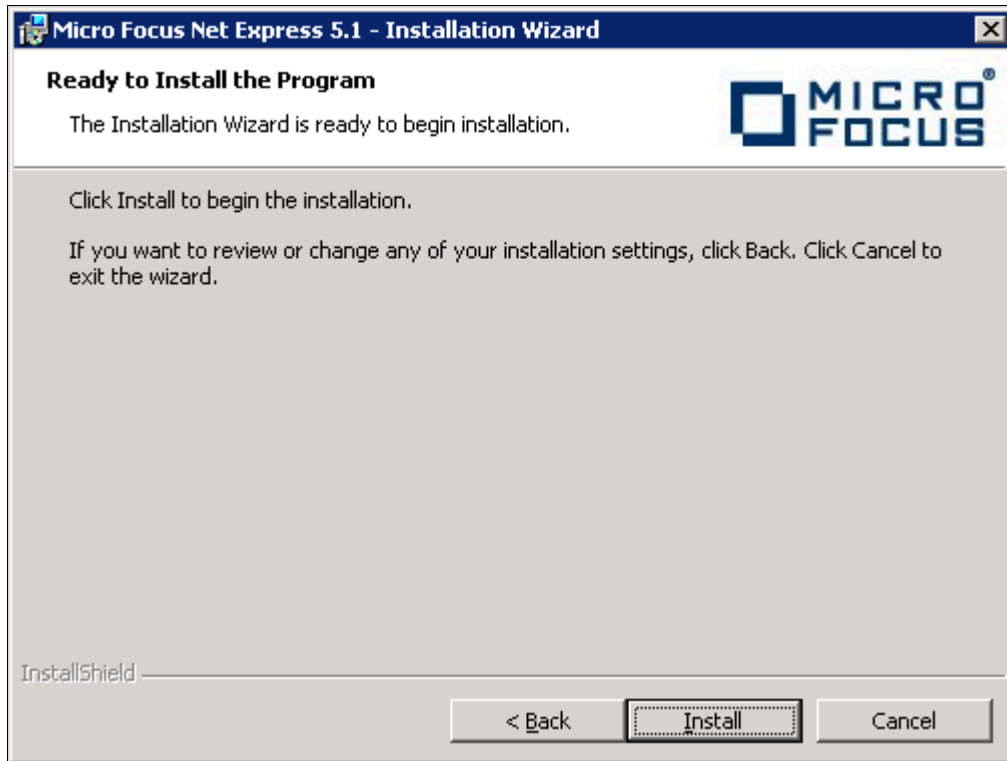 Micro Focus Net Express 5.1 - Installation Wizard
Ready to Install the Program
The Installation Wizard is ready to begin installation.
MICRO
FOCUS
®
Click Install to begin the installation.
If you want to review or change any of your installation settings, click Back. Click Cancel to
exit the wizard.
InstallShield
< Back
Install
Cancel